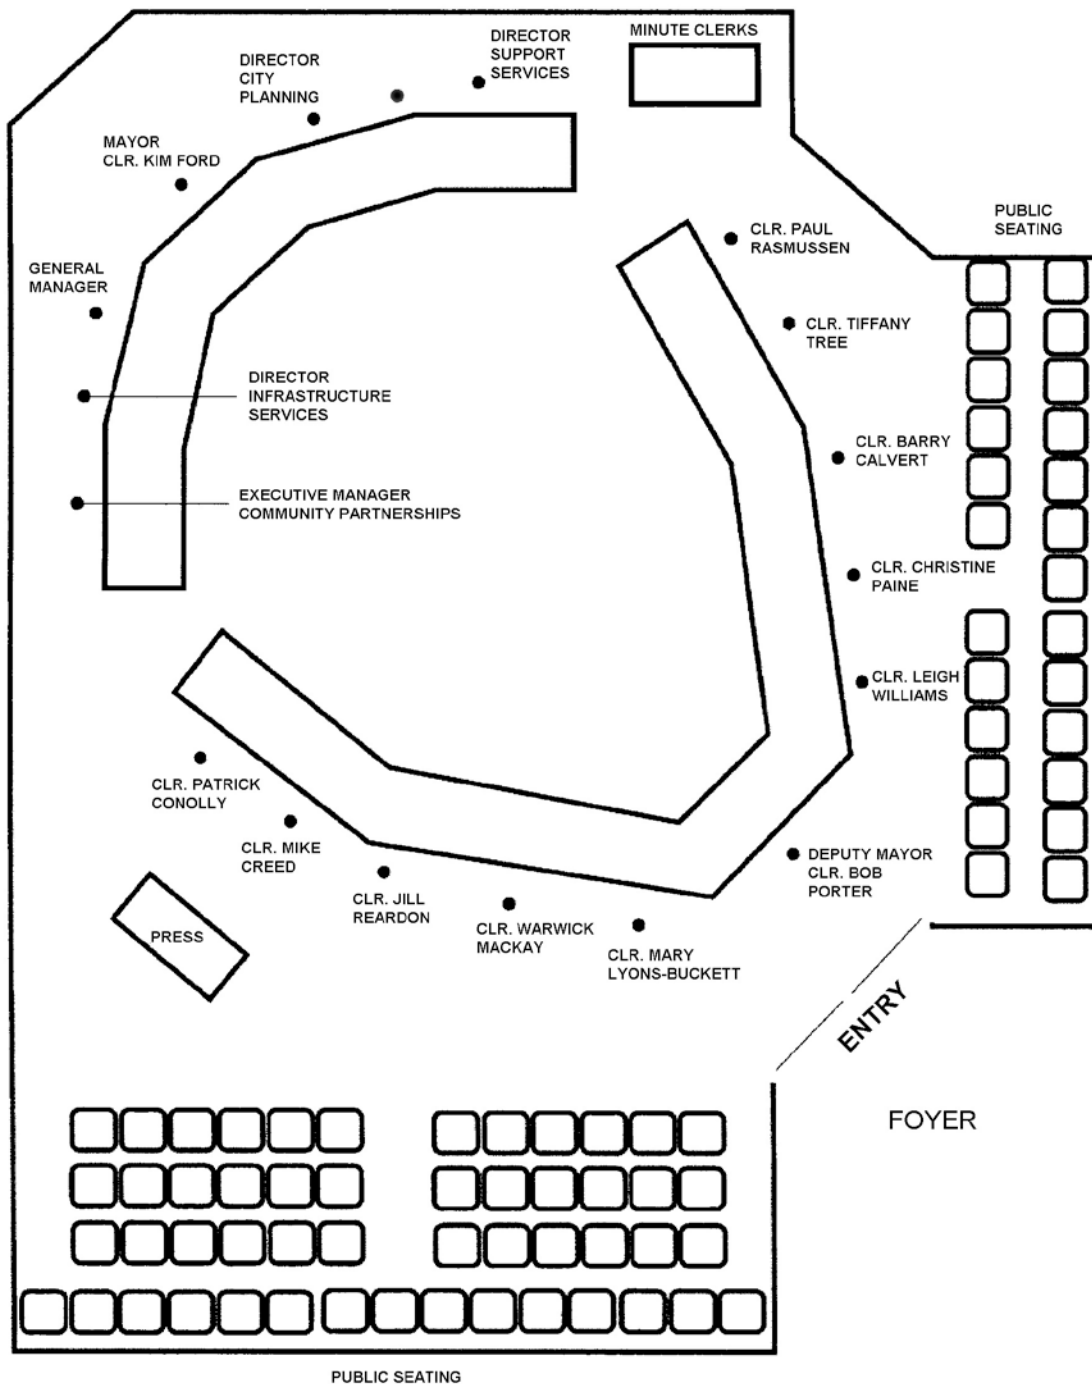 MINUTE CLERKS
DIRECTOR
SUPPORT
SERVICES
DIRECTOR
CITY
PLANNING
MAYOR
CLR. KIM FORD
GENERAL
MANAGER
DIRECTOR
INFRASTRUCTURE
SERVICES
EXECUTIVE MANAGER
COMMUNITY PARTNERSHIPS
CLR. PAUL
RASMUSSEN
PUBLIC
SEATING
CLR. TIFFANY
TREE
CLR. BARRY
CALVERT
CLR. CHRISTINE
PAINE
CLR. LEIGH
WILLIAMS
DEPUTY MAYOR
CLR. BOB
PORTER
CLR. PATRICK
CONOLLY
CLR. MIKE
CREED
CLR. JILL
REARDON
CLR. WARWICK
MACKAY
CLR. MARY
LYONS-BUCKETT
PRESS
ENTRY
FOYER
PUBLIC SEATING